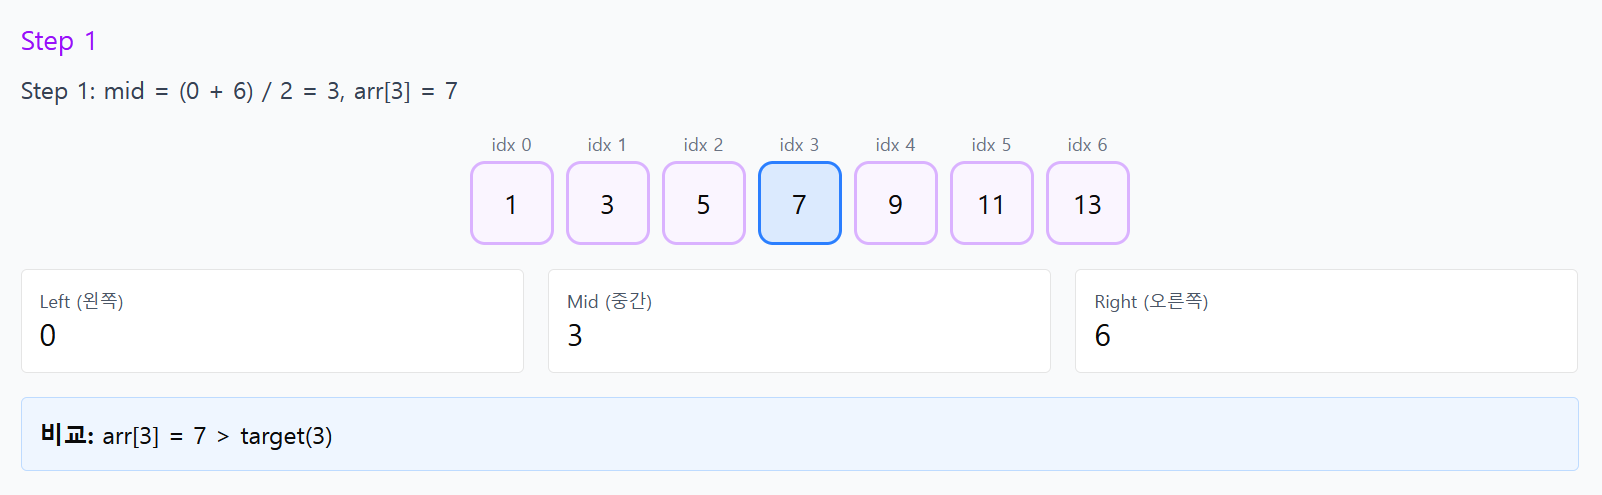 Step 1
Step 1: mid = (0 + 6) / 2 = 3, arr[3] = 7
idx 0 idx 1 idx 2 idx 3 idx 4 idx 5 idx 6
1 3 5 7 9 11 13
Left (왼쪽) Mid (중간) Right (오른쪽)
0 3 6
비교: arr[3] = 7 > target(3)